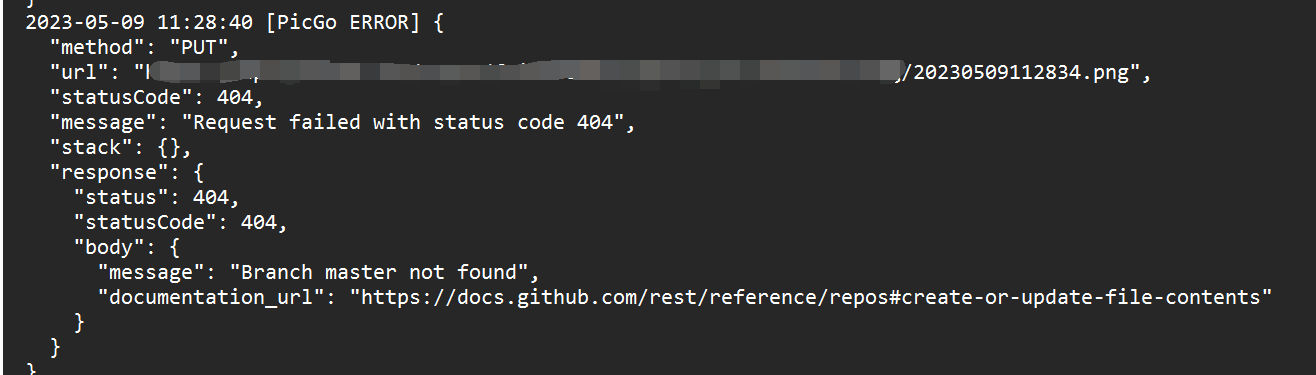 }
2023-05-09 11:28:40 [PicGo ERROR] {
  "method": "PUT",
  "url": "/20230509112834.png",
  "statusCode": 404,
  "message": "Request failed with status code 404",
  "stack": {},
  "response": {
    "status": 404,
    "statusCode": 404,
    "body": {
      "message": "Branch master not found",
      "documentation_url": "https://docs.github.com/rest/reference/repos#create-or-update-file-contents"
    }
  }
}